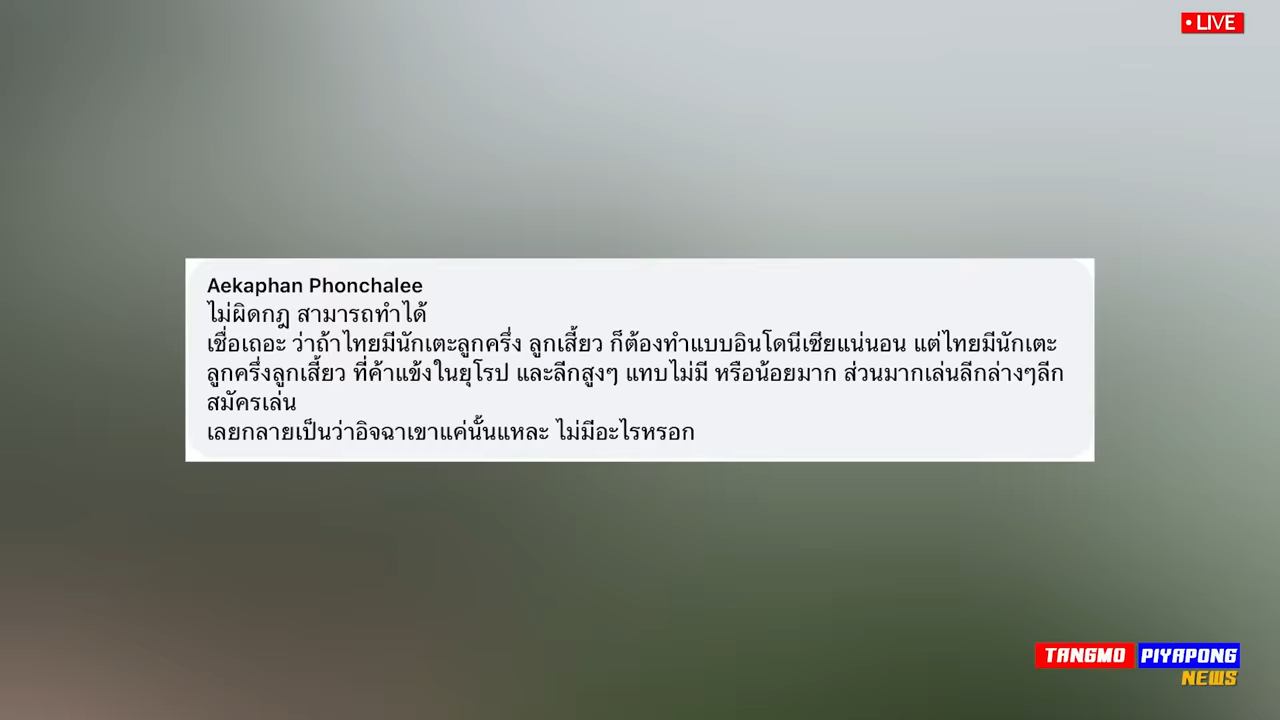 • LIVE
Aekaphan Phonchalee
ไม่ผิดกฎ สามารถทำได้
เชื่อเถอะ ว่าถ้าไทยมีนักเตะลูกครึ่ง ลูกเสี้ยว ก็ต้องทำแบบอินโดนีเซียแน่นอน แต่ไทยมีนักเตะ
ลูกครึ่งลูกเสี้ยว ที่ค้าแข้งในยุโรป และลีกสูงๆ แทบไม่มี หรือน้อยมาก ส่วนมากเล่นลีกล่างๆลีก
สมัครเล่น
เลยกลายเป็นว่าอิจฉาเขาแค่นั้นแหละ ไม่มีอะไรหรอก
TANGMO PIYAPONG
NEWS